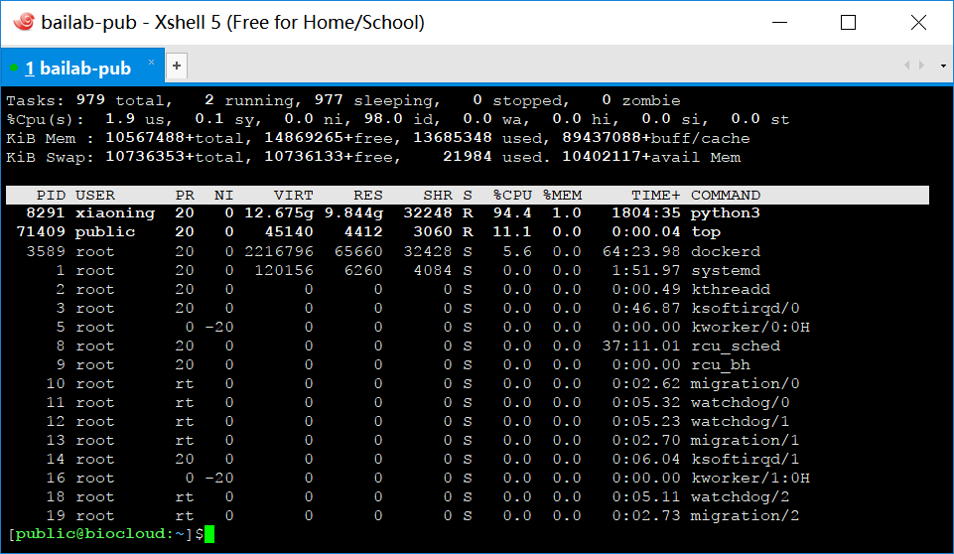 bailab-pub - Xshell 5 (Free for Home/School)
1 bailab-pub × +
Tasks: 979 total,   2 running, 977 sleeping,   0 stopped,   0 zombie
%Cpu(s):  1.9 us,  0.1 sy,  0.0 ni, 98.0 id,  0.0 wa,  0.0 hi,  0.0 si,  0.0 st
KiB Mem : 10567488+total, 14869265+free, 13685348 used, 89437088+buff/cache
KiB Swap: 10736353+total, 10736133+free,    21984 used. 10402117+avail Mem
   PID USER      PR  NI    VIRT    RES    SHR S  %CPU %MEM     TIME+ COMMAND
  8291 xiaoning  20   0 12.675g 9.844g  32248 R  94.4  1.0   1804:35 python3
 71409 public    20   0   45140   4412   3060 R  11.1  0.0   0:00.04 top
  3589 root      20   0 2216796  65660  32428 S   5.6  0.0  64:23.98 dockerd
     1 root      20   0  120156   6260   4084 S   0.0  0.0   1:51.97 systemd
     2 root      20   0       0      0      0 S   0.0  0.0   0:00.49 kthreadd
     3 root      20   0       0      0      0 S   0.0  0.0   0:46.87 ksoftirqd/0
     5 root       0 -20       0      0      0 S   0.0  0.0   0:00.00 kworker/0:0H
     8 root      20   0       0      0      0 S   0.0  0.0  37:11.01 rcu_sched
     9 root      20   0       0      0      0 S   0.0  0.0   0:00.00 rcu_bh
    10 root      rt   0       0      0      0 S   0.0  0.0   0:02.62 migration/0
    11 root      rt   0       0      0      0 S   0.0  0.0   0:05.32 watchdog/0
    12 root      rt   0       0      0      0 S   0.0  0.0   0:05.23 watchdog/1
    13 root      rt   0       0      0      0 S   0.0  0.0   0:02.70 migration/1
    14 root      20   0       0      0      0 S   0.0  0.0   0:06.04 ksoftirqd/1
    16 root       0 -20       0      0      0 S   0.0  0.0   0:00.00 kworker/1:0H
    18 root      rt   0       0      0      0 S   0.0  0.0   0:05.11 watchdog/2
    19 root      rt   0       0      0      0 S   0.0  0.0   0:02.73 migration/2
[public@biocloud:~]$